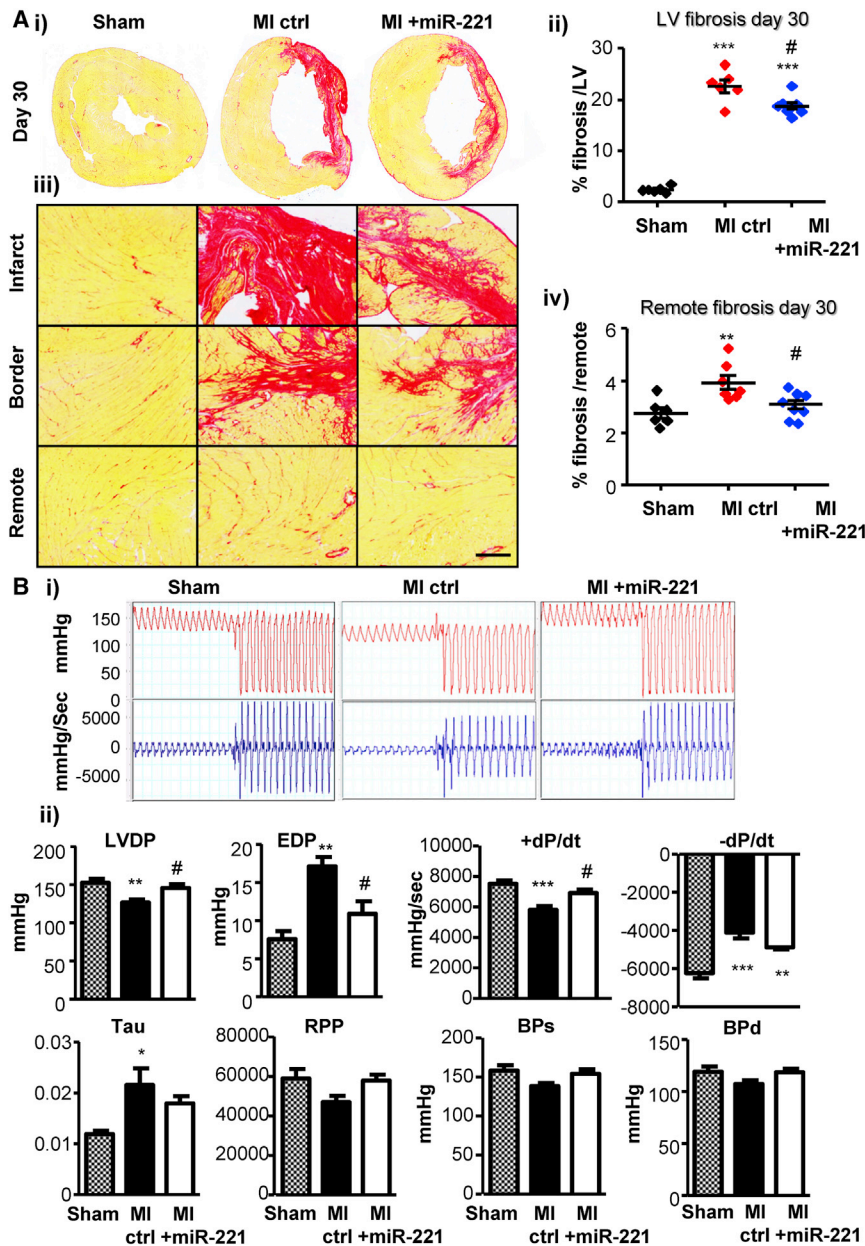 A i) Sham MI ctrl MI +miR-221
Day 30
ii) LV fibrosis day 30
***
#
***
30
20
10
0
% fibrosis /LV
Sham MI ctrl MI
+miR-221
iii)
Infarct
Border
Remote
iv) Remote fibrosis day 30
**
#
6
4
2
0
% fibrosis /remote
Sham MI ctrl MI
+miR-221
B i) Sham MI ctrl MI +miR-221
150
100
50
0
mmHg
5000
0
-5000
mmHg/Sec
ii)
LVDP
200
150
100
50
0
mmHg
**
#
EDP
20
15
10
5
0
mmHg
**
#
+dP/dt
10000
8000
6000
4000
2000
0
mmHg/sec
***
#
-dP/dt
0
-2000
-4000
-6000
-8000
***
**
Tau
0.03
0.02
0.01
0
*
Sham MI MI
ctrl +miR-221
RPP
80000
60000
40000
20000
0
Sham MI MI
ctrl +miR-221
BPs
200
150
100
50
0
mmHg
Sham MI MI
ctrl +miR-221
BPd
150
100
50
0
mmHg
Sham MI MI
ctrl +miR-221